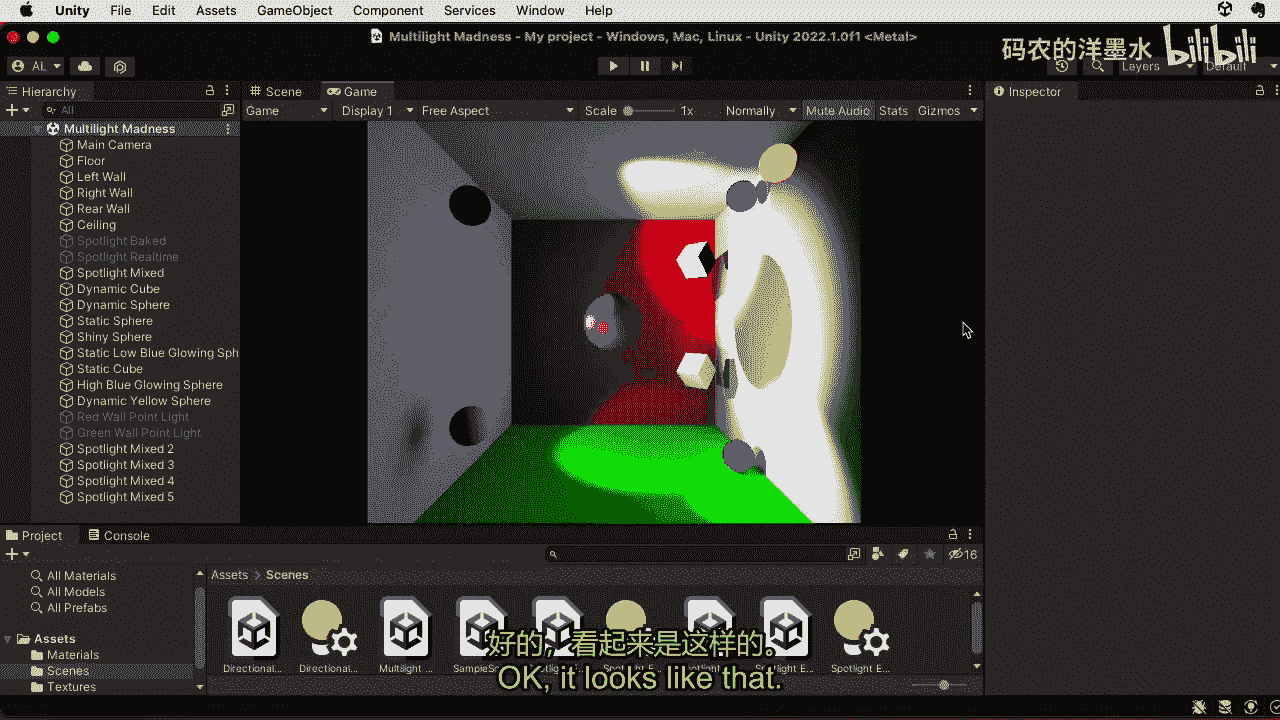 Unity File Edit Assets GameObject Component Services Window Help
Multilight Madness - My project - Windows, Mac, Linux - Unity 2022.1.0f1 <Metal>
码农的洋墨水 bilibili
AL Layers Default
Hierarchy Scene Game Inspector
All Game Display 1 Free Aspect Scale 1x Normally Mute Audio Stats Gizmos
Multilight Madness
Main Camera
Floor
Left Wall
Right Wall
Rear Wall
Ceiling
Spotlight Baked
Spotlight Realtime
Spotlight Mixed
Dynamic Cube
Dynamic Sphere
Static Sphere
Shiny Sphere
Static Low Blue Glowing Sph
Static Cube
High Blue Glowing Sphere
Dynamic Yellow Sphere
Red Wall Point Light
Green Wall Point Light
Spotlight Mixed 2
Spotlight Mixed 3
Spotlight Mixed 4
Spotlight Mixed 5
Project Console
16
All Materials
All Models
All Prefabs
Assets
Materials
Scenes
Textures
Assets > Scenes
Directional... Directional... Multilight ... SampleSc... Spotlight E... Spotlight E...
好的，看起来是这样的。
OK, it looks like that.